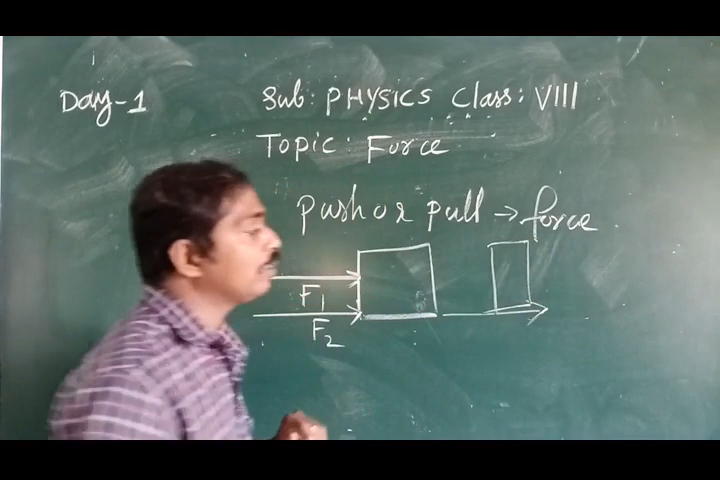 Day-1
Sub: PHYSICS Class: VIII
Topic: Force
push or pull → force
F1
F2